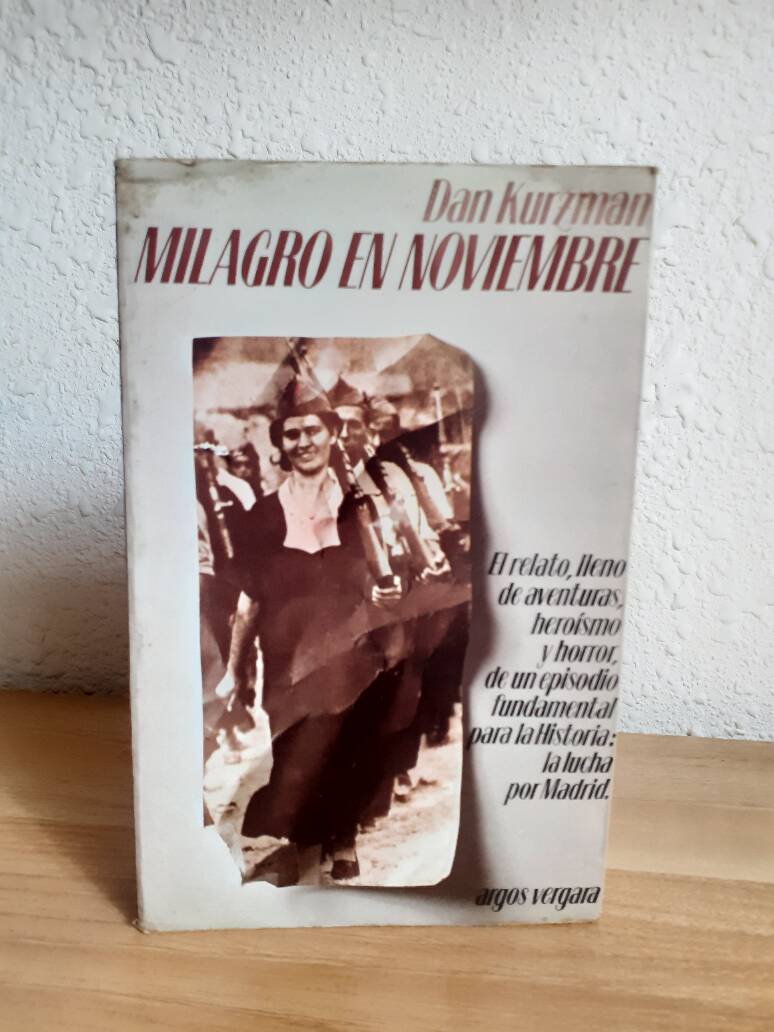 Dan Kurzman
MILAGRO EN NOVIEMBRE
El relato, lleno
de aventuras,
heroísmo
y horror,
de un episodio
fundamental
para la Historia:
la lucha
por Madrid.
argos vergara